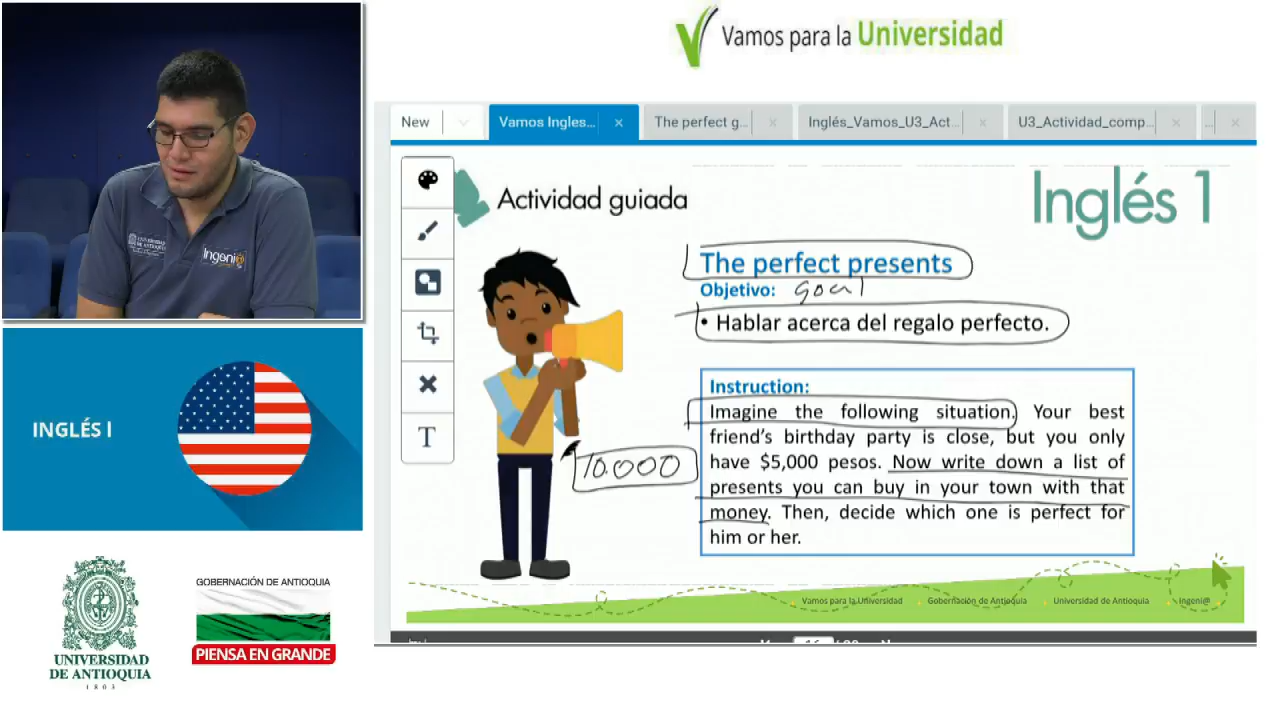 Vamos para la Universidad
New
Vamos Ingles...
The perfect g...
Inglés_Vamos_U3_Act...
U3_Actividad_comp...
...
Actividad guiada
Inglés 1
The perfect presents
Objetivo: goal
• Hablar acerca del regalo perfecto.
Instruction:
Imagine the following situation. Your best
friend's birthday party is close, but you only
have $5,000 pesos. Now write down a list of
presents you can buy in your town with that
money. Then, decide which one is perfect for
him or her.
10.000
T
Vamos para la Universidad
Gobernación de Antioquia
Universidad de Antioquia
Ingeni@
Ingeni@
INGLÉS I
UNIVERSIDAD
DE ANTIOQUIA
1803
GOBERNACIÓN DE ANTIOQUIA
PIENSA EN GRANDE